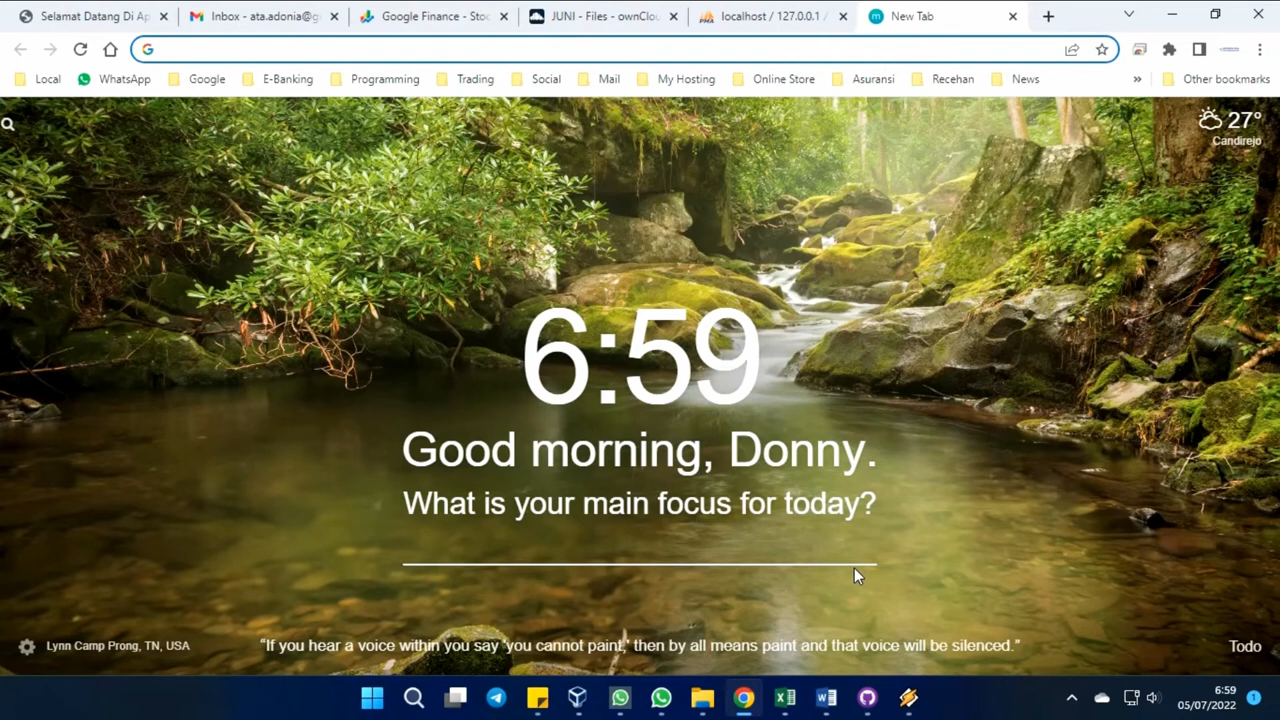 Selamat Datang Di Ap
Inbox - ata.adonia@g
Google Finance - Stoc
JUNI - Files - ownClou
localhost / 127.0.0.1 /
New Tab
Local
WhatsApp
Google
E-Banking
Programming
Trading
Social
Mail
My Hosting
Online Store
Asuransi
Recehan
News
»
Other bookmarks
27°
Candirejo
6:59
Good morning, Donny.
What is your main focus for today?
Lynn Camp Prong, TN, USA
“If you hear a voice within you say ‘you cannot paint,’ then by all means paint and that voice will be silenced.”
Todo
6:59
05/07/2022
1